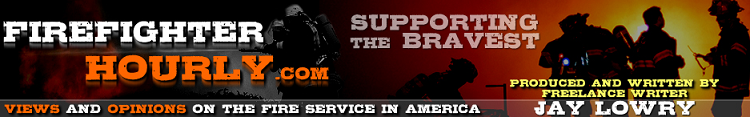 FIREFIGHTER
HOURLY.COM
SUPPORTING
THE BRAVEST
PRODUCED AND WRITTEN BY
FREELANCE WRITER
JAY LOWRY
VIEWS AND OPINIONS ON THE FIRE SERVICE IN AMERICA